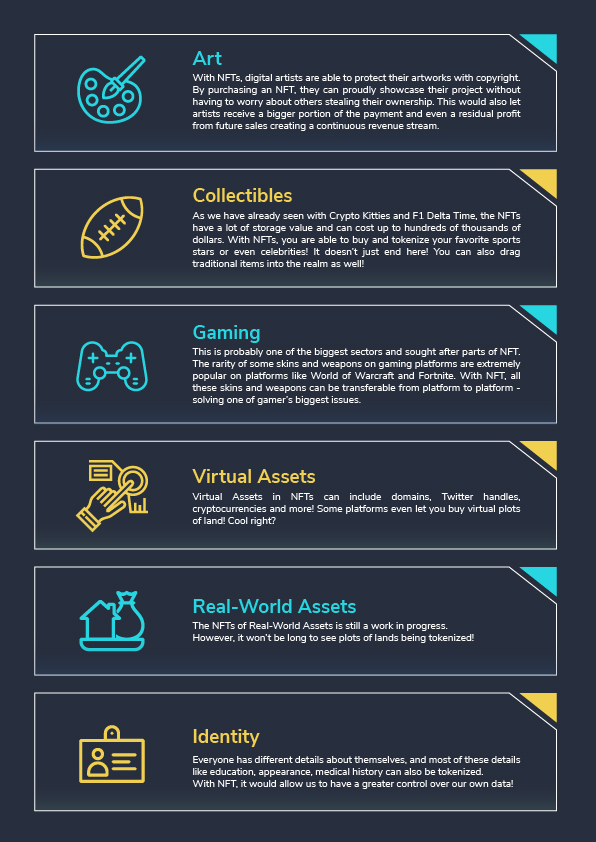 Art
With NFTs, digital artists are able to protect their artworks with copyright.
By purchasing an NFT, they can proudly showcase their project without
having to worry about others stealing their ownership. This would also let
artists receive a bigger portion of the payment and even a residual profit
from future sales creating a continuous revenue stream.
Collectibles
As we have already seen with Crypto Kitties and F1 Delta Time, the NFTs
have a lot of storage value and can cost up to hundreds of thousands of
dollars. With NFTs, you are able to buy and tokenize your favorite sports
stars or even celebrities! It doesn't just end here! You can also drag
traditional items into the realm as well!
Gaming
This is probably one of the biggest sectors and sought after parts of NFT.
The rarity of some skins and weapons on gaming platforms are extremely
popular on platforms like World of Warcraft and Fortnite. With NFT, all
these skins and weapons can be transferable from platform to platform -
solving one of gamer's biggest issues.
Virtual Assets
Virtual Assets in NFTs can include domains, Twitter handles,
cryptocurrencies and more! Some platforms even let you buy virtual plots
of land! Cool right?
Real-World Assets
The NFTs of Real-World Assets is still a work in progress.
However, it won't be long to see plots of lands being tokenized!
Identity
Everyone has different details about themselves, and most of these details
like education, appearance, medical history can also be tokenized.
With NFT, it would allow us to have a greater control over our own data!